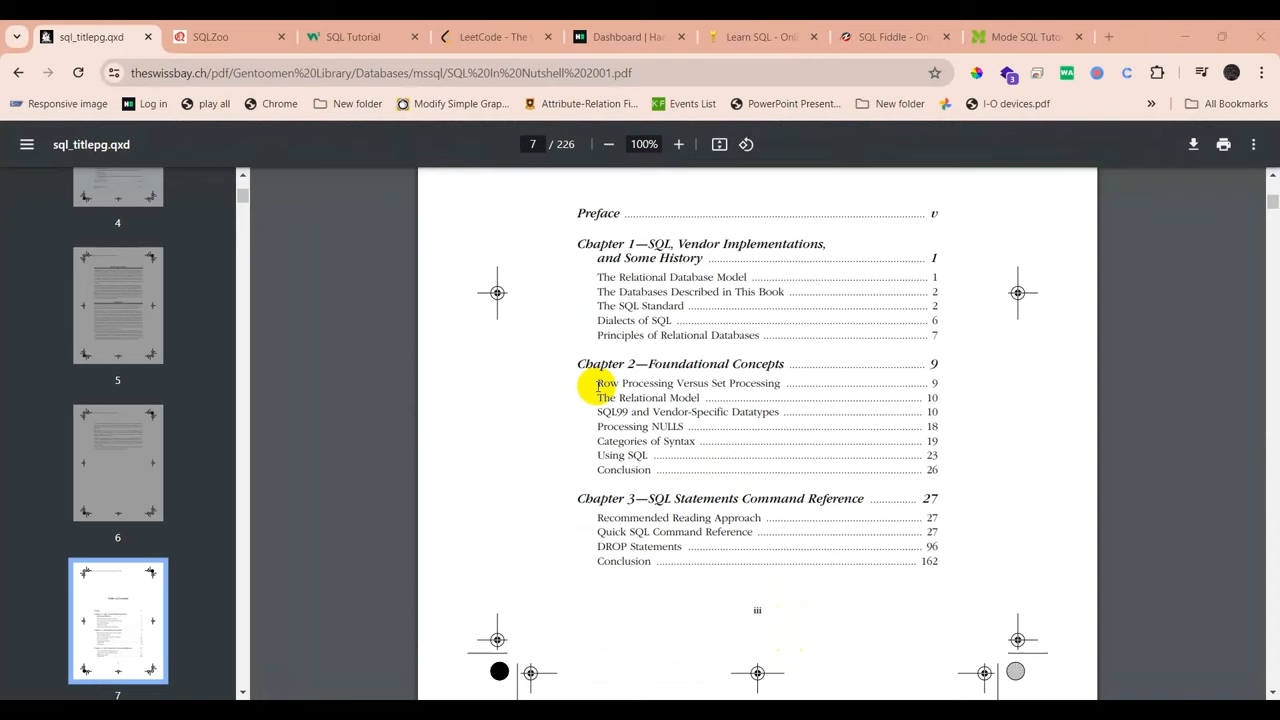 sql_titlepg.qxd
SQLZoo
SQL Tutorial
LeetCode - The
Dashboard | Ha
Learn SQL - Onl
SQL Fiddle - Onl
Mode SQL Tuto
theswissbay.ch/pdf/Gentoomen%20Library/Databases/mssql/SQL%20In%20Nutshell%202001.pdf
3
WA
Responsive image
Log in
play all
Chrome
New folder
Modify Simple Grap...
Attribute-Relation Fi...
KF
Events List
PowerPoint Present...
New folder
I-O devices.pdf
All Bookmarks
sql_titlepg.qxd
7 / 226
100%
4
5
6
7
Preface .......... v
Chapter 1—SQL, Vendor Implementations,
and Some History .......... 1
The Relational Database Model .......... 1
The Databases Described in This Book .......... 2
The SQL Standard .......... 2
Dialects of SQL .......... 6
Principles of Relational Databases .......... 7
Chapter 2—Foundational Concepts .......... 9
Row Processing Versus Set Processing .......... 9
The Relational Model .......... 10
SQL99 and Vendor-Specific Datatypes .......... 10
Processing NULLS .......... 18
Categories of Syntax .......... 19
Using SQL .......... 23
Conclusion .......... 26
Chapter 3—SQL Statements Command Reference .......... 27
Recommended Reading Approach .......... 27
Quick SQL Command Reference .......... 27
DROP Statements .......... 96
Conclusion .......... 162
iii